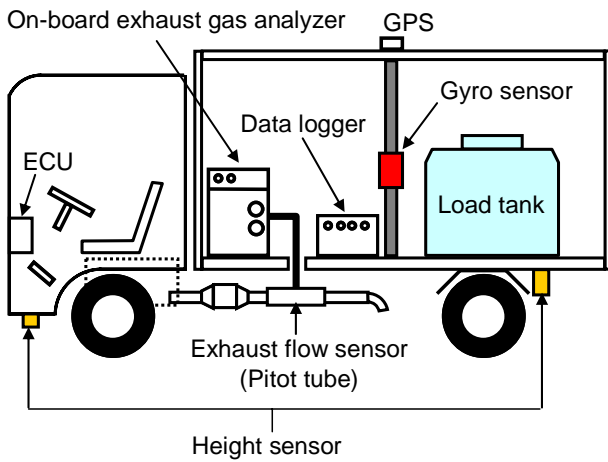 On-board exhaust gas analyzer
GPS
Gyro sensor
Data logger
ECU
Load tank
Exhaust flow sensor
(Pitot tube)
Height sensor